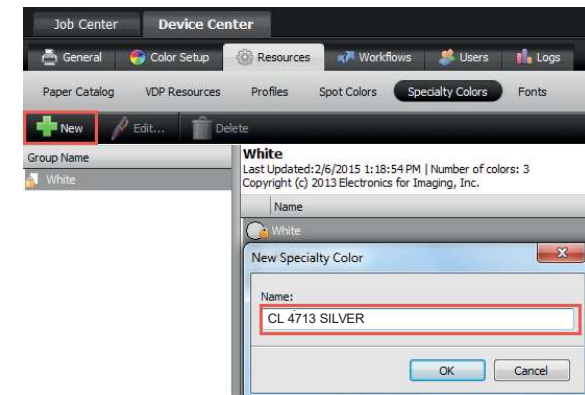 Job Center Device Center
General Color Setup Resources Workflows Users Logs
Paper Catalog VDP Resources Profiles Spot Colors Specialty Colors Fonts
New Edit... Delete
Group Name
White
White
Last Updated:2/6/2015 1:18:54 PM | Number of colors: 3
Copyright (c) 2013 Electronics for Imaging, Inc.
Name
White
New Specialty Color
Name:
CL 4713 SILVER
OK Cancel